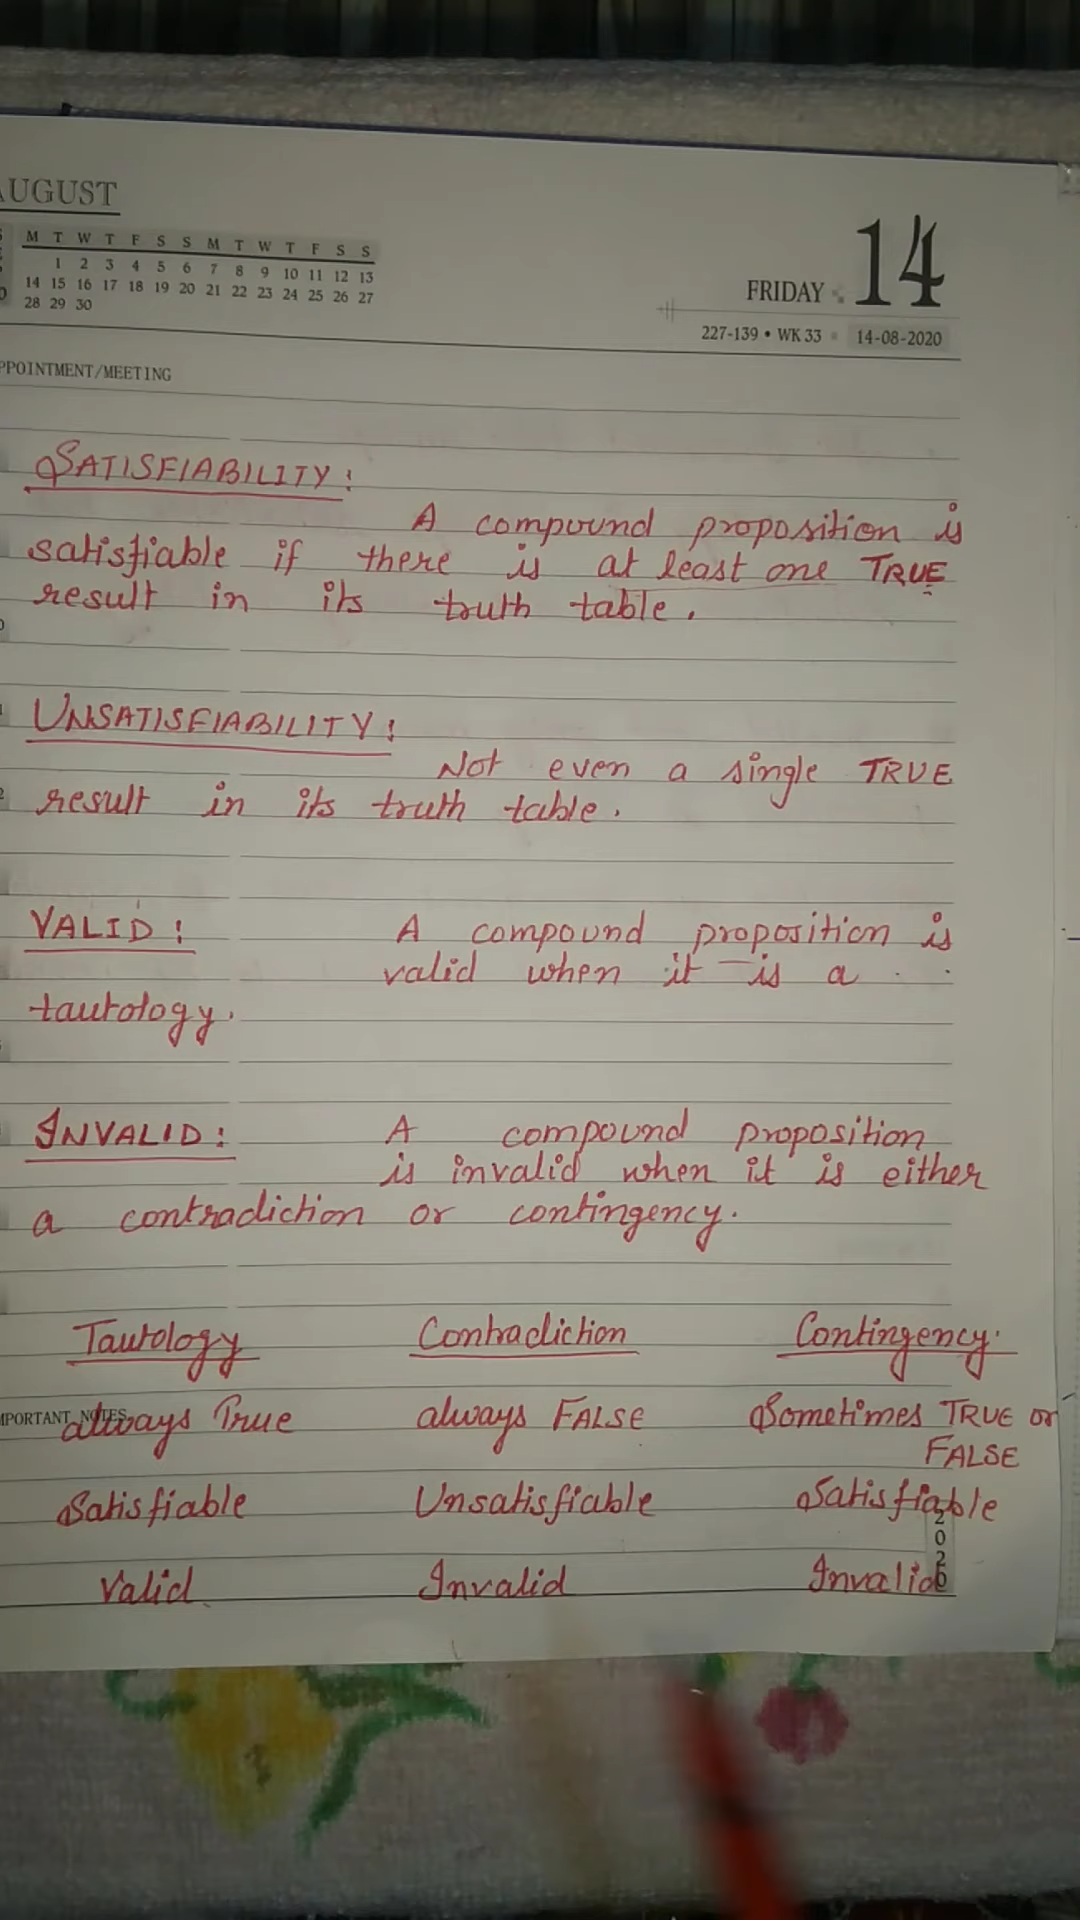 AUGUST
M T W T F S S M T W T F S S
1 2 3 4 5 6 7 8 9 10 11 12 13
14 15 16 17 18 19 20 21 22 23 24 25 26 27
28 29 30
14
FRIDAY
227-139 • WK 33 14-08-2020
PPOINTMENT/MEETING
SATISFIABILITY:
A compound proposition is
satisfiable if there is at least one TRUE
result in its truth table.
UNSATISFIABILITY:
Not even a single TRUE
result in its truth table.
VALID: A compound proposition is
valid when it is a
tautology.
INVALID: A compound proposition
is invalid when it is either
a contradiction or contingency.
Tautology Contradiction Contingency.
MPORTANT NOTES
always True always FALSE Sometimes TRUE or
FALSE
Satisfiable Unsatisfiable Satisfiable
Valid Invalid Invalid
2020